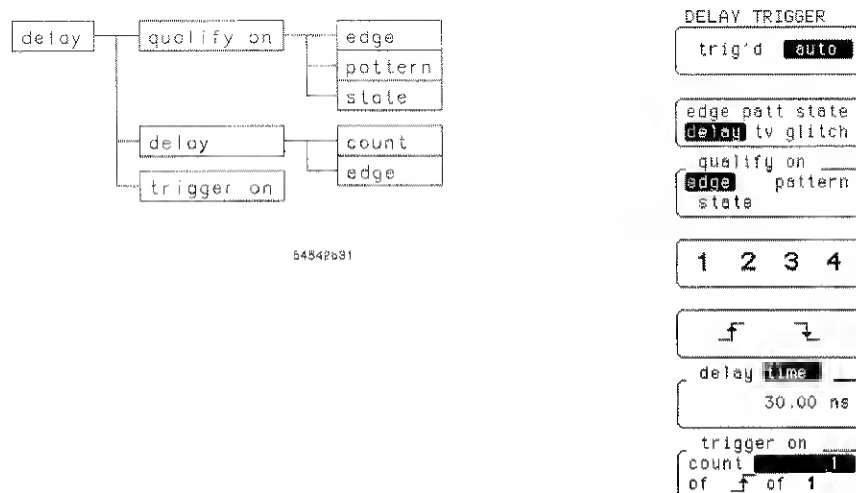 delay
qualify on
edge
pattern
state
delay
count
edge
trigger on
54542b31
DELAY TRIGGER
trig'd auto
edge patt state
delay tv glitch
qualify on
edge pattern
state
1 2 3 4
delay time
30.00 ns
trigger on
count 1
of of 1